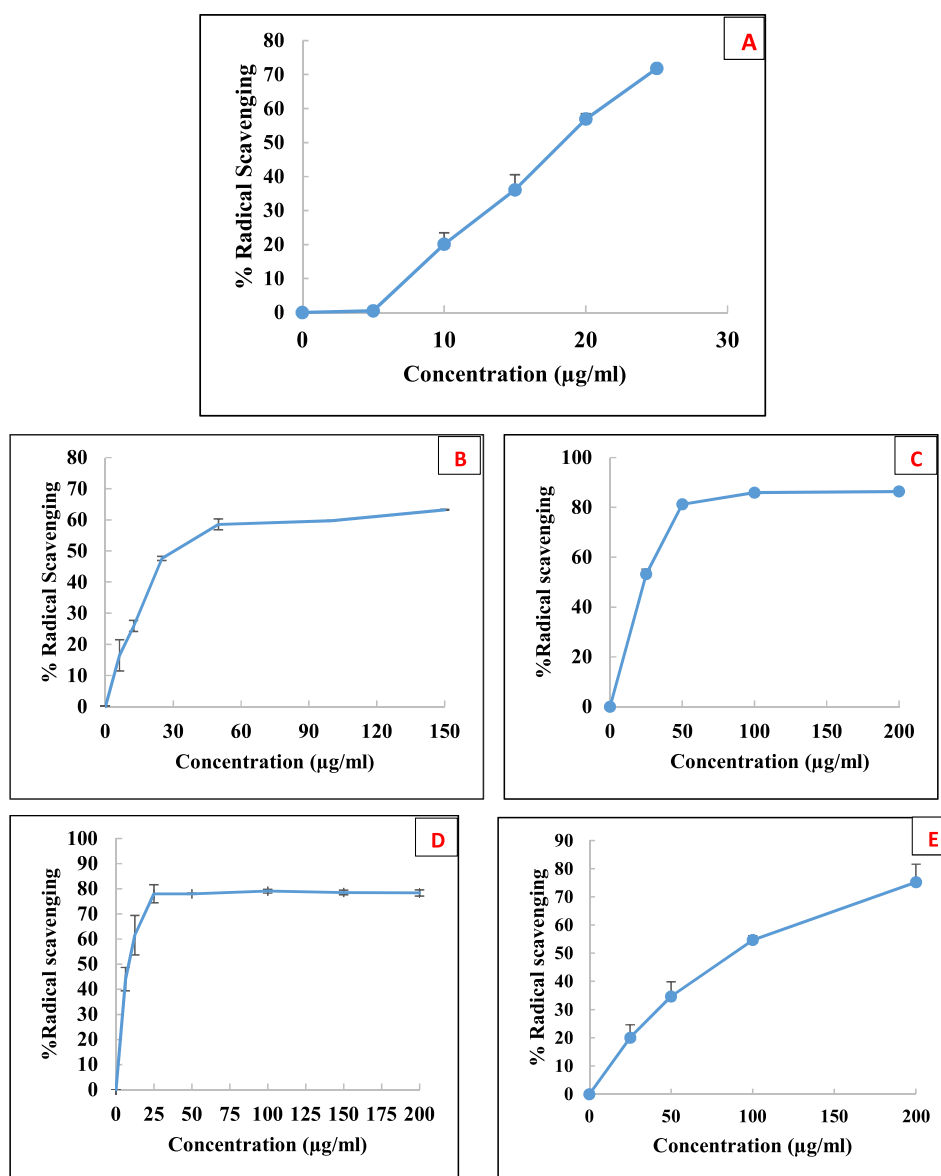 A
% Radical Scavenging
80
70
60
50
40
30
20
10
0
0 10 20 30
Concentration (µg/ml)
B
% Radical Scavenging
80
70
60
50
40
30
20
10
0
0 30 60 90 120 150
Concentration (µg/ml)
C
%Radical scavenging
100
80
60
40
20
0
0 50 100 150 200
Concentration (µg/ml)
D
%Radical scavenging
100
90
80
70
60
50
40
30
20
10
0
0 25 50 75 100 125 150 175 200
Concentration (µg/ml)
E
% Radical scavenging
90
80
70
60
50
40
30
20
10
0
0 50 100 150 200
Concentration (µg/ml)